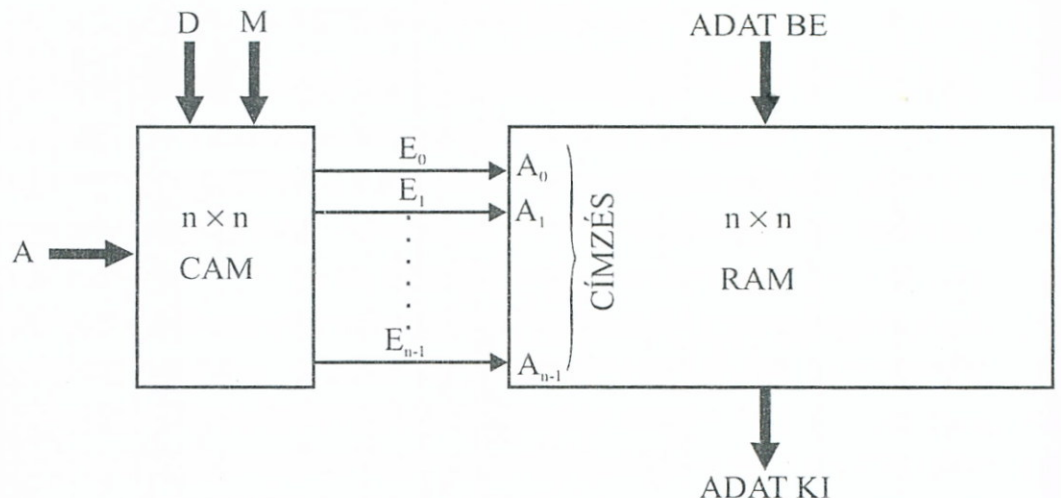 D M ADAT BE
E₀ A₀
E₁ A₁
n × n n × n
A CAM RAM
CÍMZÉS
Eₙ₋₁ Aₙ₋₁
ADAT KI